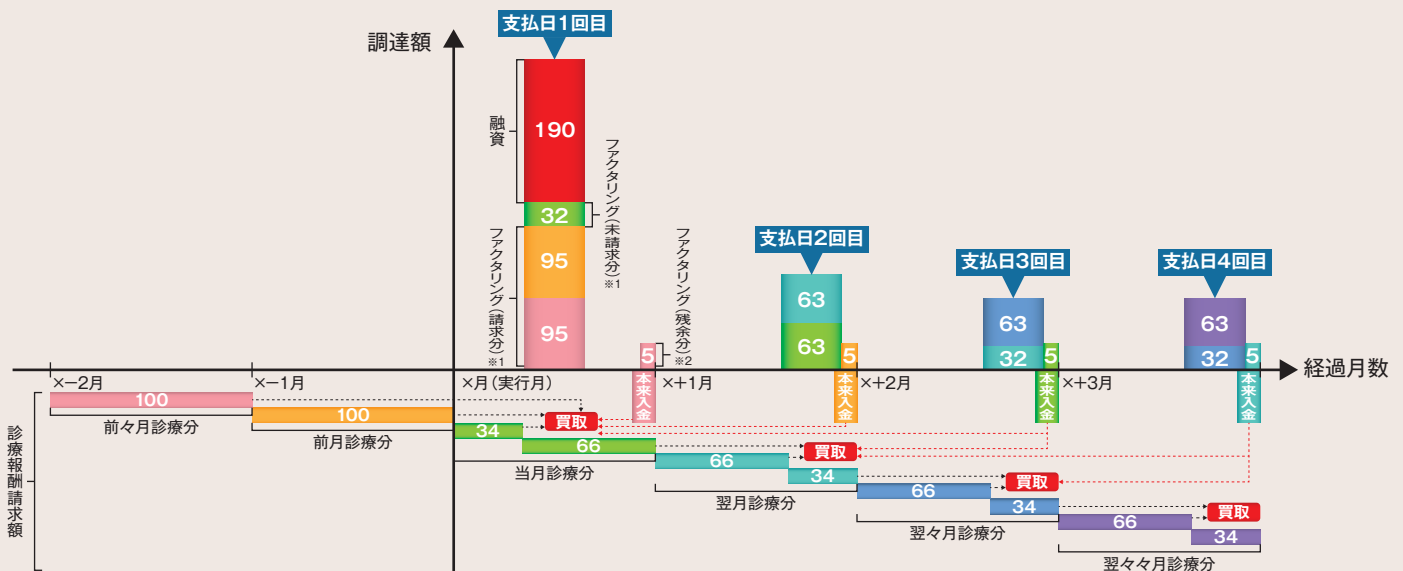 支払日1回目
調達額
190
32
95
95
融資
ファクタリング(未請求分)※1
ファクタリング(請求分)※1
ファクタリング(残余分)※2
支払日2回目
63
63
支払日3回目
63
32
支払日4回目
63
32
5
5
5
5
×−2月
×−1月
×月(実行月)
×+1月
×+2月
×+3月
経過月数
本来入金
本来入金
本来入金
本来入金
診療報酬請求額
100
前々月診療分
100
前月診療分
買取
34
66
当月診療分
買取
66
34
翌月診療分
買取
66
34
翌々月診療分
買取
66
34
翌々々月診療分